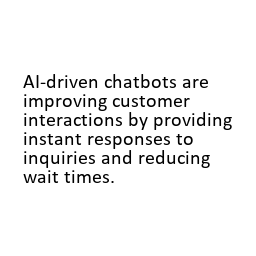 AI-driven chatbots are
improving customer
interactions by providing
instant responses to
inquiries and reducing
wait times.